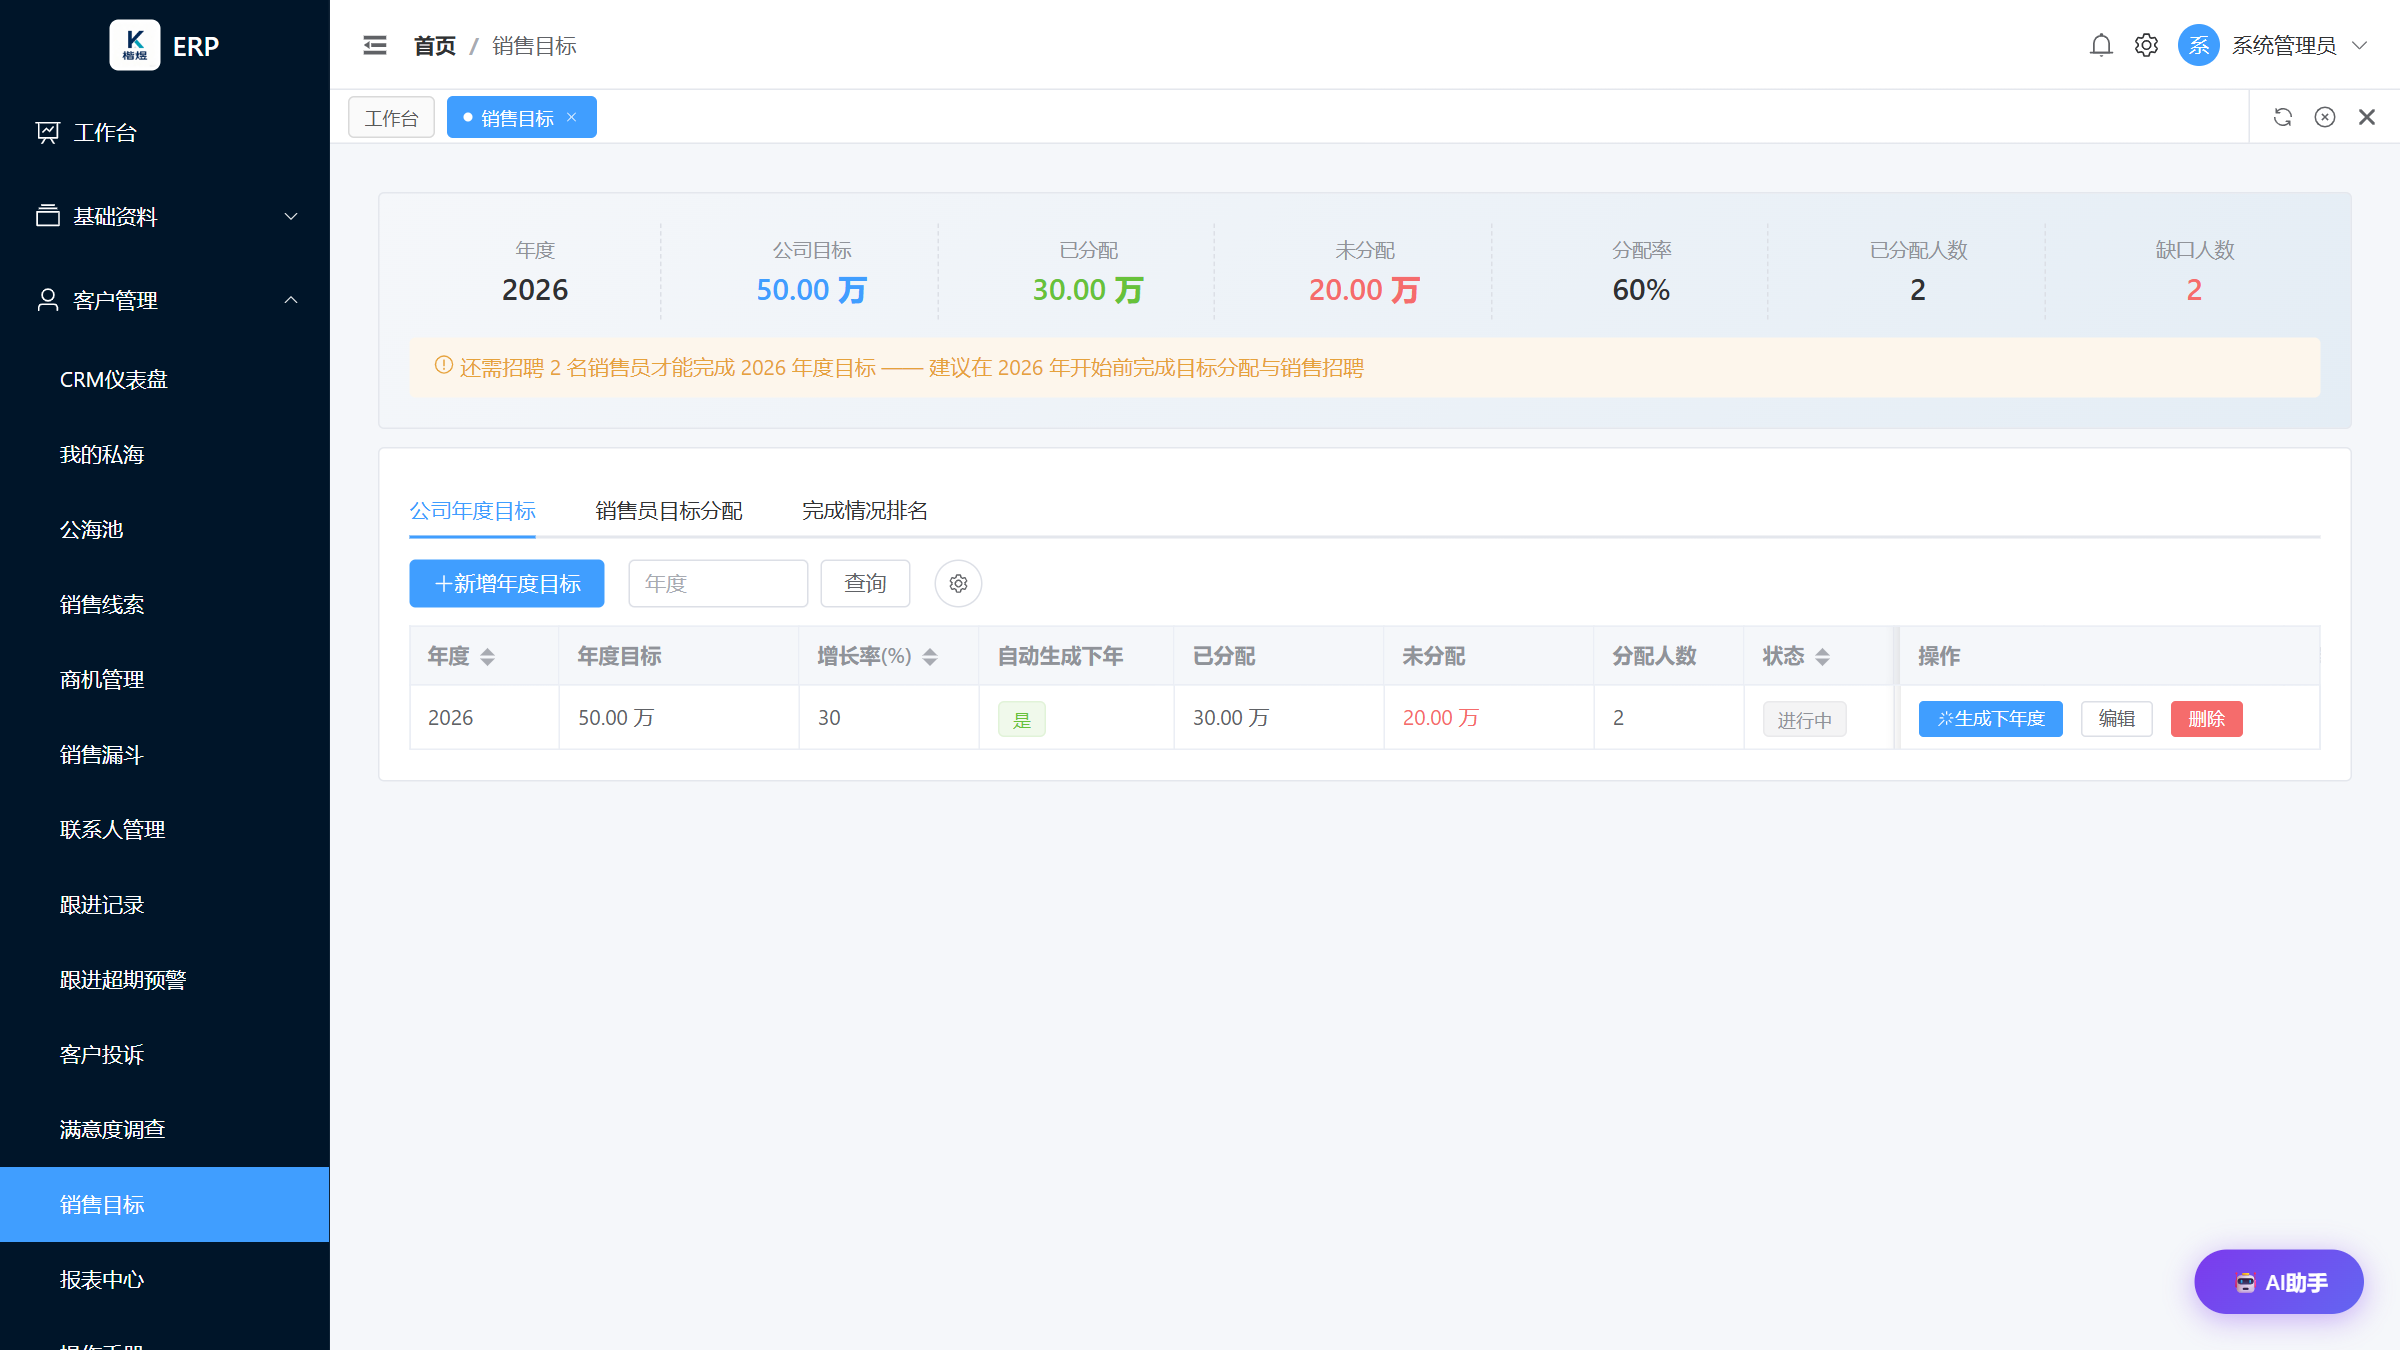 K
楷煜
ERP
工作台
基础资料
客户管理
CRM仪表盘
我的私海
公海池
销售线索
商机管理
销售漏斗
联系人管理
跟进记录
跟进超期预警
客户投诉
满意度调查
销售目标
报表中心
首页 / 销售目标
系 系统管理员
工作台
销售目标
年度 公司目标 已分配 未分配 分配率 已分配人数 缺口人数
2026 50.00 万 30.00 万 20.00 万 60% 2 2
还需招聘 2 名销售员才能完成 2026 年度目标 —— 建议在 2026 年开始前完成目标分配与销售招聘
公司年度目标 销售员目标分配 完成情况排名
新增年度目标 年度 查询
年度 年度目标 增长率(%) 自动生成下年 已分配 未分配 分配人数 状态 操作
2026 50.00 万 30 是 30.00 万 20.00 万 2 进行中 生成下年度 编辑 删除
AI助手